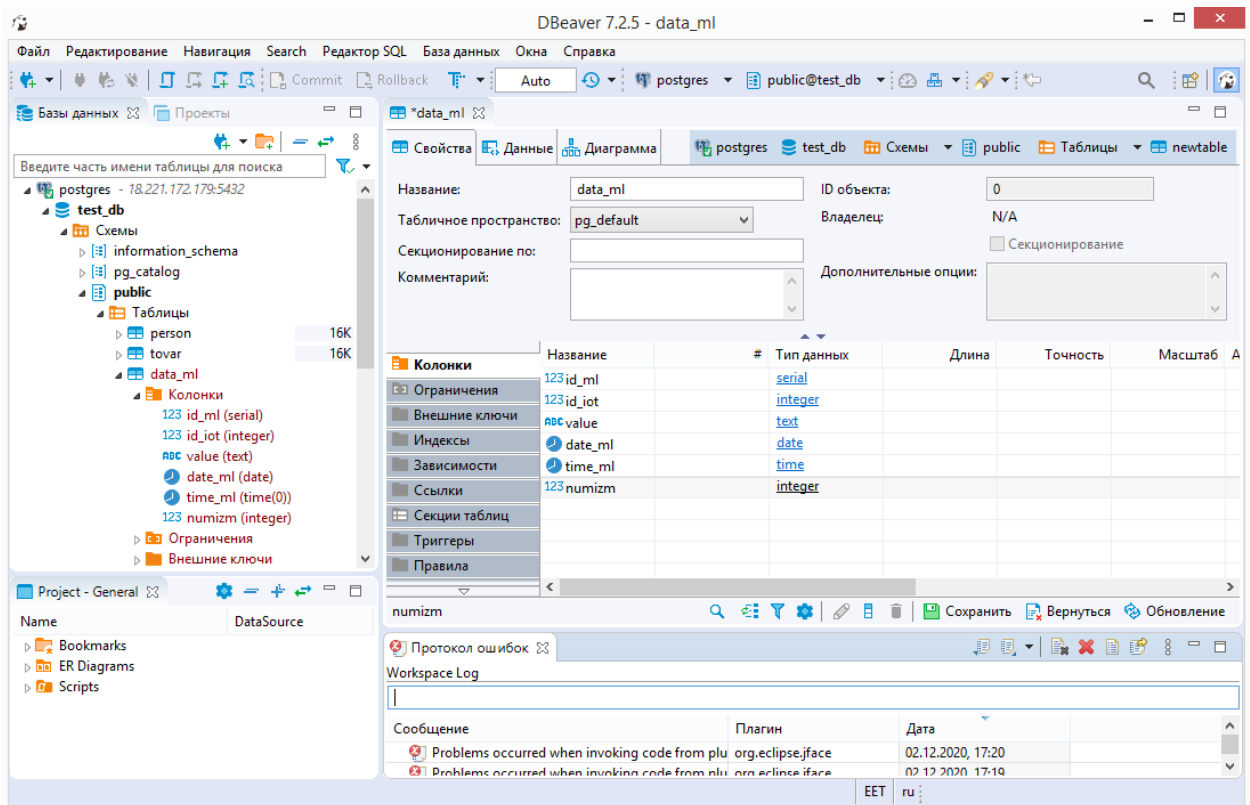 DBeaver 7.2.5 - data_ml
Файл Редактирование Навигация Search Редактор SQL База данных Окна Справка
Commit Rollback Auto postgres public@test_db
Базы данных Проекты
Введите часть имени таблицы для поиска
postgres - 18.221.172.179:5432
test_db
Схемы
information_schema
pg_catalog
public
Таблицы
person 16K
tovar 16K
data_ml
Колонки
123 id_ml (serial)
123 id_iot (integer)
ABC value (text)
date_ml (date)
time_ml (time(0))
123 numizm (integer)
Ограничения
Внешние ключи
Project - General
Name DataSource
Bookmarks
ER Diagrams
Scripts
*data_ml
Свойства Данные Диаграмма postgres test_db Схемы public Таблицы newtable
Название: data_ml ID объекта: 0
Табличное пространство: pg_default Владелец: N/A
Секционирование по: Секционирование
Комментарий: Дополнительные опции:
Колонки
Ограничения
Внешние ключи
Индексы
Зависимости
Ссылки
Секции таблиц
Триггеры
Правила
Название # Тип данных Длина Точность Масштаб А
123 id_ml serial
123 id_iot integer
ABC value text
date_ml date
time_ml time
123 numizm integer
numizm Сохранить Вернуться Обновление
Протокол ошибок
Workspace Log
Сообщение Плагин Дата
Problems occurred when invoking code from plu org.eclipse.jface 02.12.2020, 17:20
Problems occurred when invoking code from plu org.eclipse.jface 02.12.2020, 17:19
EET ru